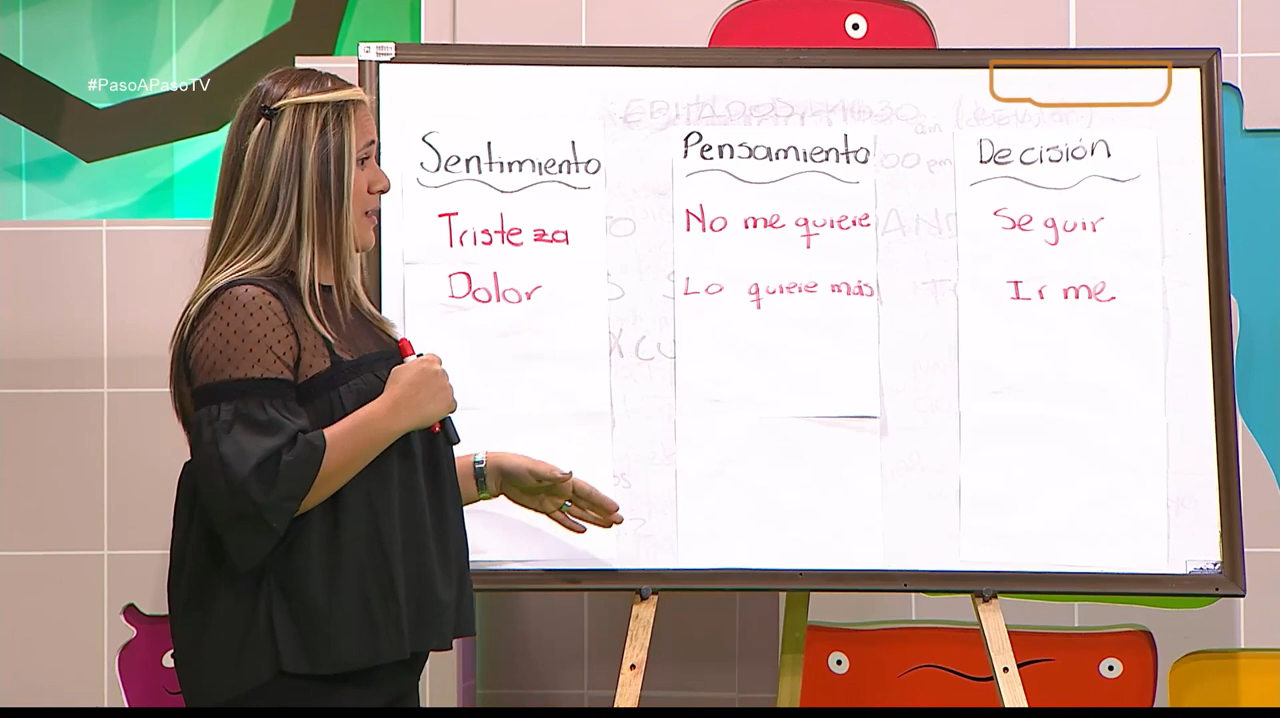 #PasoAPasoTV
Sentimiento Pensamiento Decisión
Tristeza No me quiere Seguir
Dolor Lo quiere más Irme